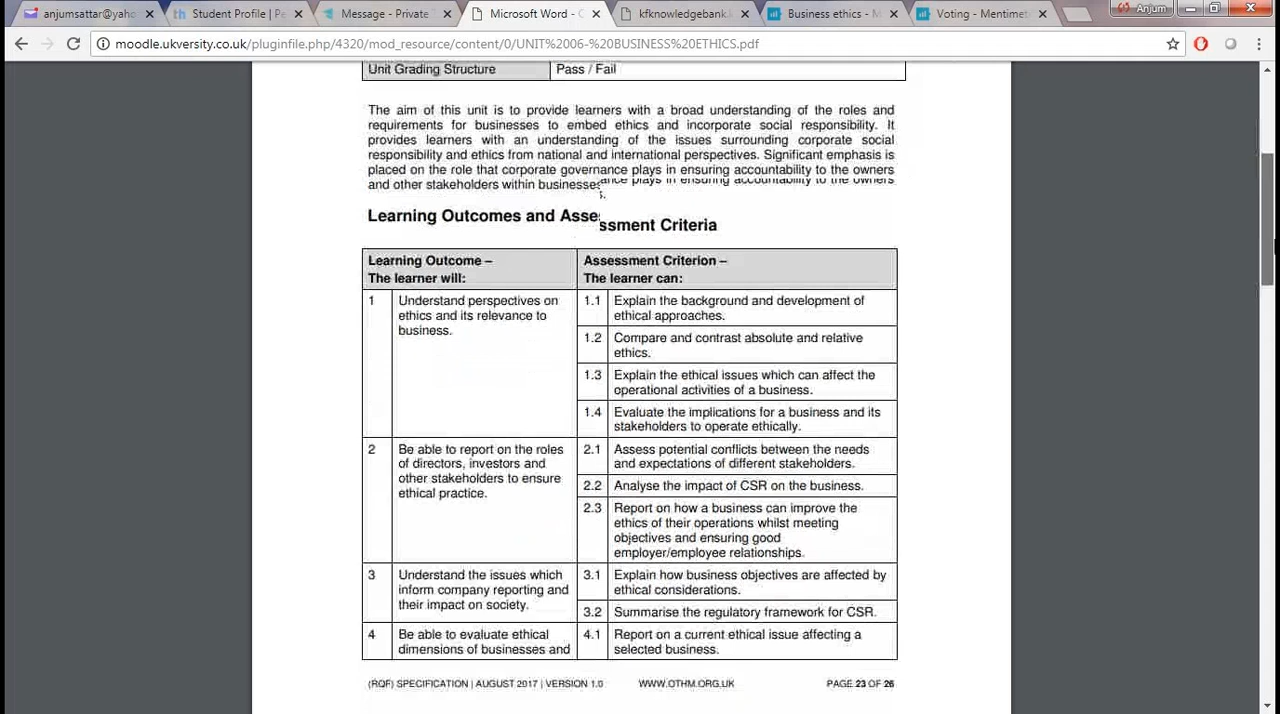 anjumsattar@yaho
Student Profile | Pe
Message - Private
Microsoft Word - C
kfknowledgebank.k
Business ethics - M
Voting - Mentimet
Anjum
moodle.ukversity.co.uk/pluginfile.php/4320/mod_resource/content/0/UNIT%2006-%20BUSINESS%20ETHICS.pdf
Unit Grading Structure Pass / Fail
The aim of this unit is to provide learners with a broad understanding of the roles and
requirements for businesses to embed ethics and incorporate social responsibility. It
provides learners with an understanding of the issues surrounding corporate social
responsibility and ethics from national and international perspectives. Significant emphasis is
placed on the role that corporate governance plays in ensuring accountability to the owners
and other stakeholders within businesses.
Learning Outcomes and Assessment Criteria
Learning Outcome –
The learner will:
Assessment Criterion –
The learner can:
1 Understand perspectives on
ethics and its relevance to
business.
1.1 Explain the background and development of
ethical approaches.
1.2 Compare and contrast absolute and relative
ethics.
1.3 Explain the ethical issues which can affect the
operational activities of a business.
1.4 Evaluate the implications for a business and its
stakeholders to operate ethically.
2 Be able to report on the roles
of directors, investors and
other stakeholders to ensure
ethical practice.
2.1 Assess potential conflicts between the needs
and expectations of different stakeholders.
2.2 Analyse the impact of CSR on the business.
2.3 Report on how a business can improve the
ethics of their operations whilst meeting
objectives and ensuring good
employer/employee relationships.
3 Understand the issues which
inform company reporting and
their impact on society.
3.1 Explain how business objectives are affected by
ethical considerations.
3.2 Summarise the regulatory framework for CSR.
4 Be able to evaluate ethical
dimensions of businesses and
4.1 Report on a current ethical issue affecting a
selected business.
(RQF) SPECIFICATION | AUGUST 2017 | VERSION 1.0 WWW.OTHM.ORG.UK PAGE 23 OF 26